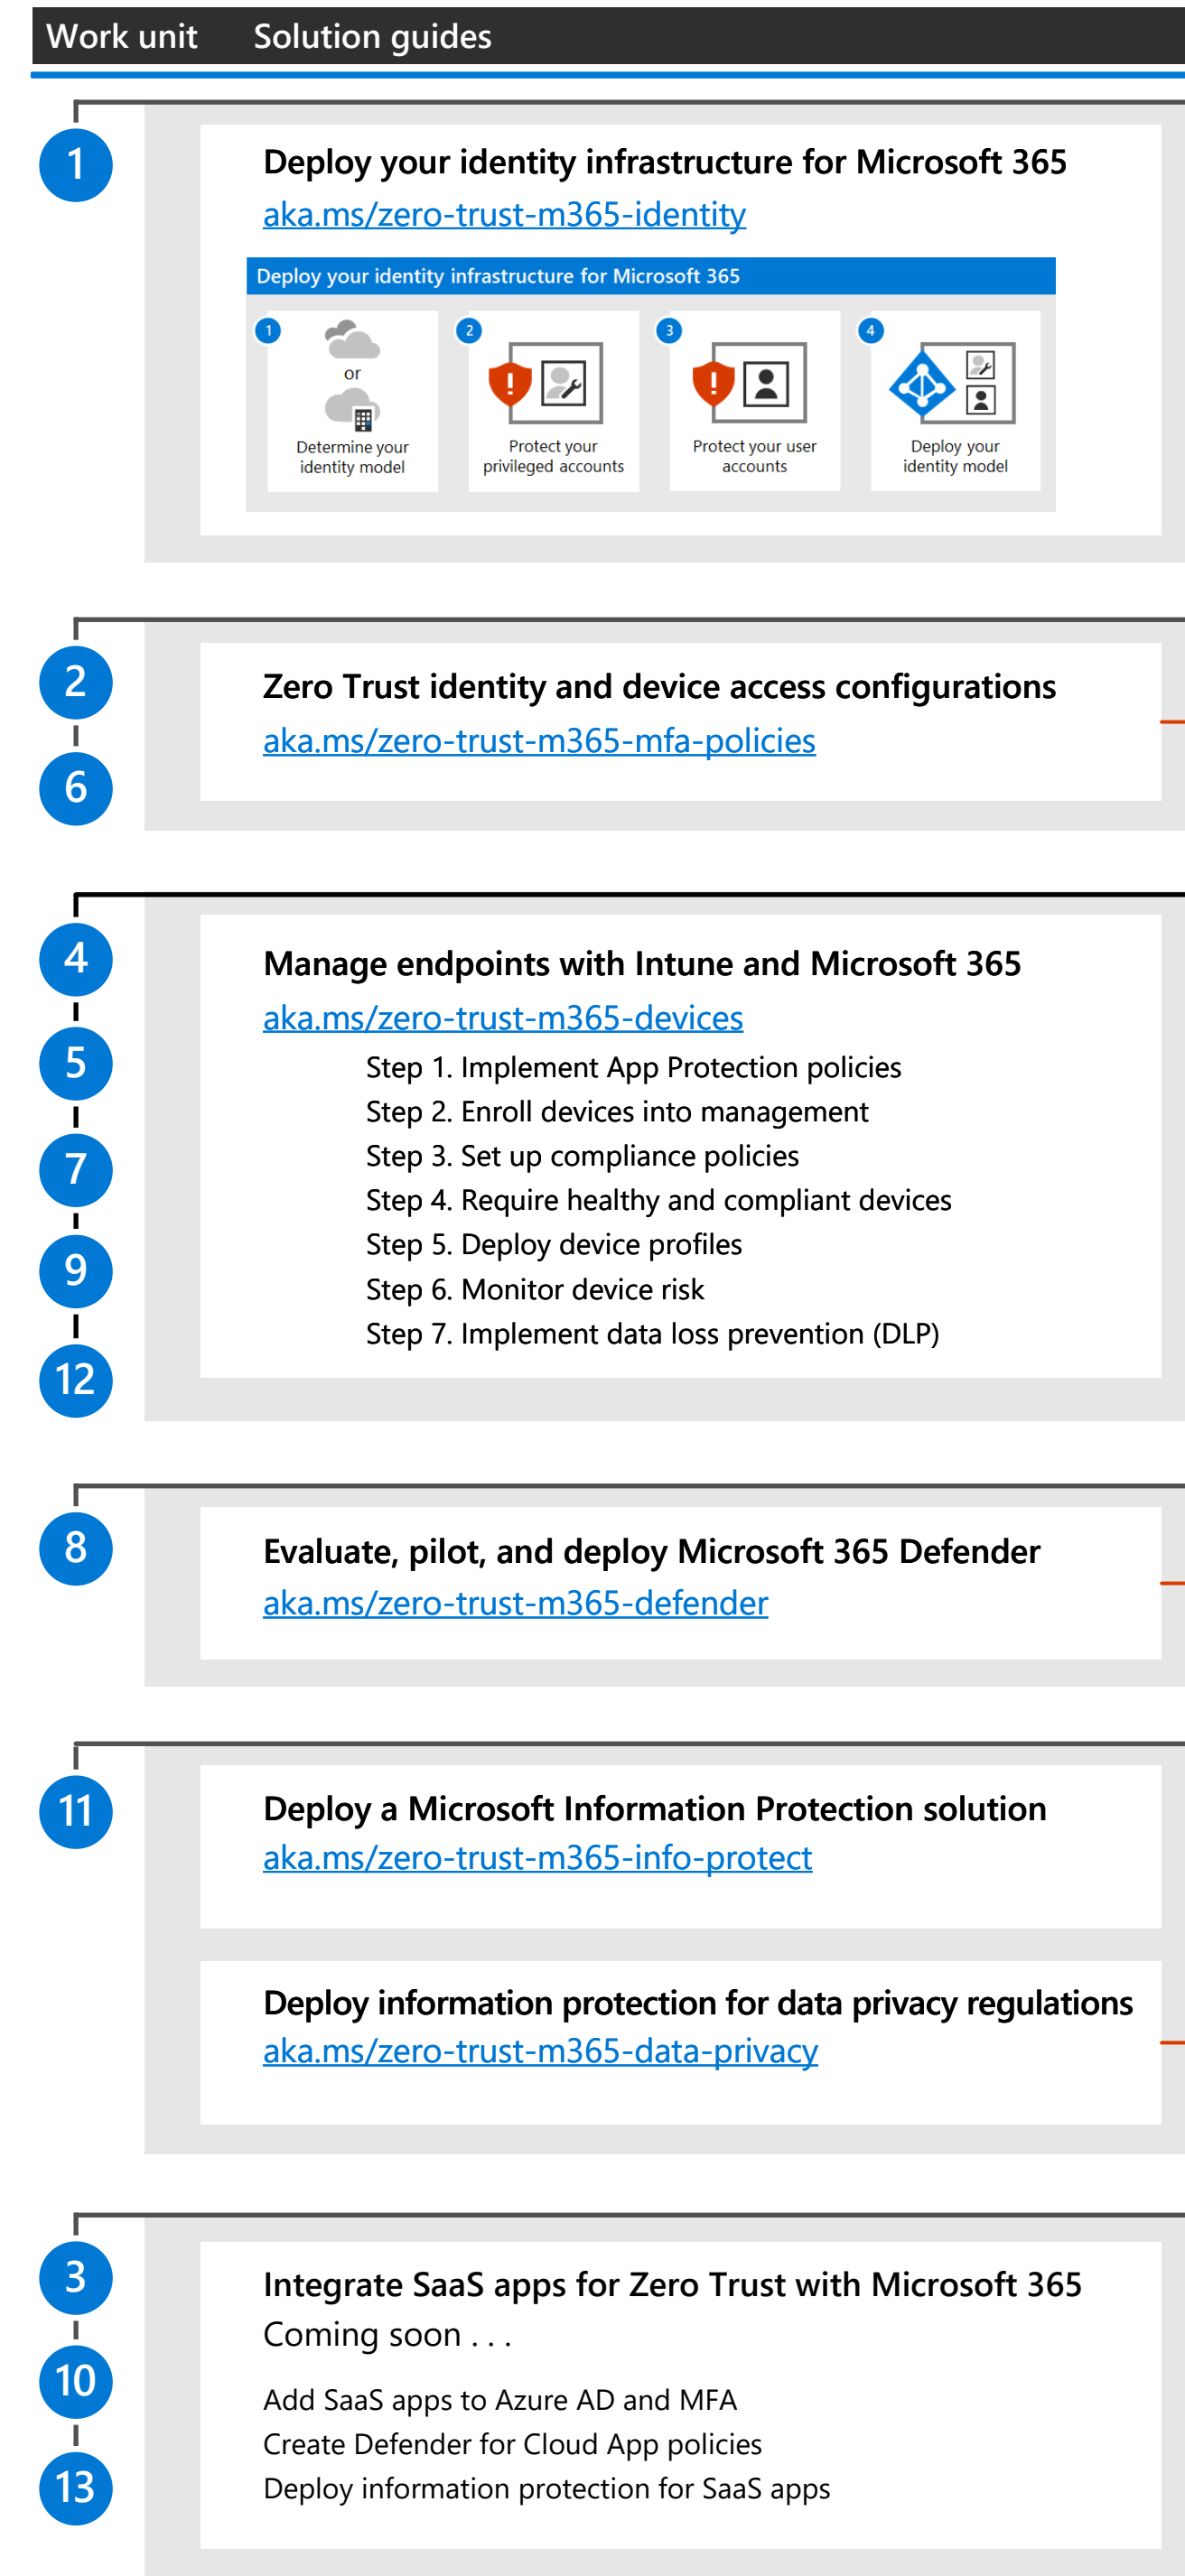 Work unit Solution guides
1
Deploy your identity infrastructure for Microsoft 365
aka.ms/zero-trust-m365-identity
Deploy your identity infrastructure for Microsoft 365
1
or
Determine your
identity model
2
Protect your
privileged accounts
3
Protect your user
accounts
4
Deploy your
identity model
2
6
Zero Trust identity and device access configurations
aka.ms/zero-trust-m365-mfa-policies
4
5
7
9
12
Manage endpoints with Intune and Microsoft 365
aka.ms/zero-trust-m365-devices
Step 1. Implement App Protection policies
Step 2. Enroll devices into management
Step 3. Set up compliance policies
Step 4. Require healthy and compliant devices
Step 5. Deploy device profiles
Step 6. Monitor device risk
Step 7. Implement data loss prevention (DLP)
8
Evaluate, pilot, and deploy Microsoft 365 Defender
aka.ms/zero-trust-m365-defender
11
Deploy a Microsoft Information Protection solution
aka.ms/zero-trust-m365-info-protect
Deploy information protection for data privacy regulations
aka.ms/zero-trust-m365-data-privacy
3
10
13
Integrate SaaS apps for Zero Trust with Microsoft 365
Coming soon . . .
Add SaaS apps to Azure AD and MFA
Create Defender for Cloud App policies
Deploy information protection for SaaS apps